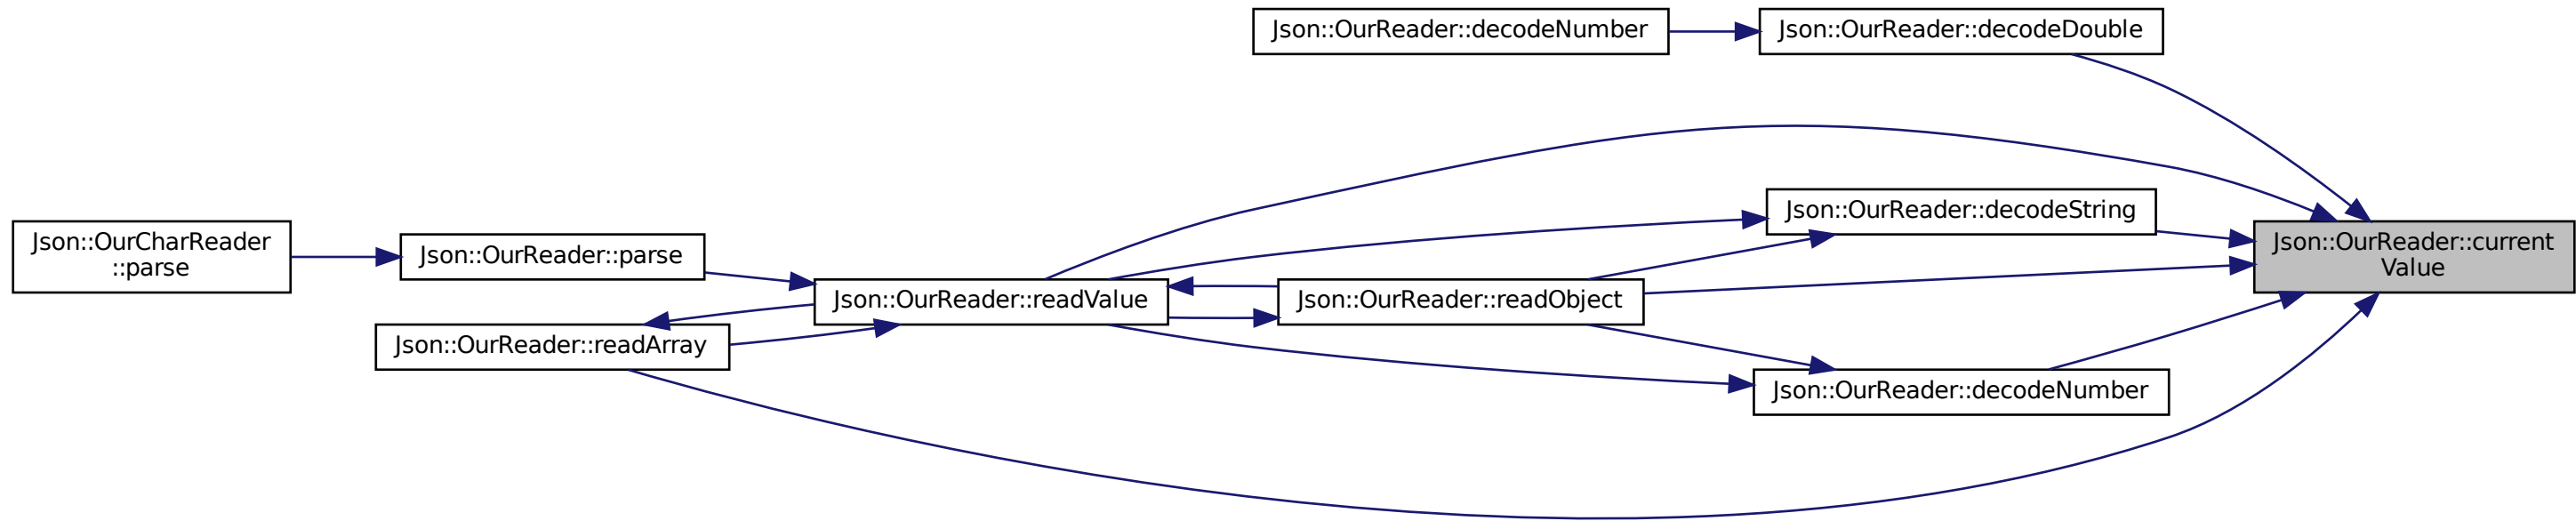 Json::OurReader::decodeNumber
Json::OurReader::decodeDouble
Json::OurReader::decodeString
Json::OurCharReader
::parse
Json::OurReader::parse
Json::OurReader::current
Value
Json::OurReader::readValue
Json::OurReader::readObject
Json::OurReader::readArray
Json::OurReader::decodeNumber